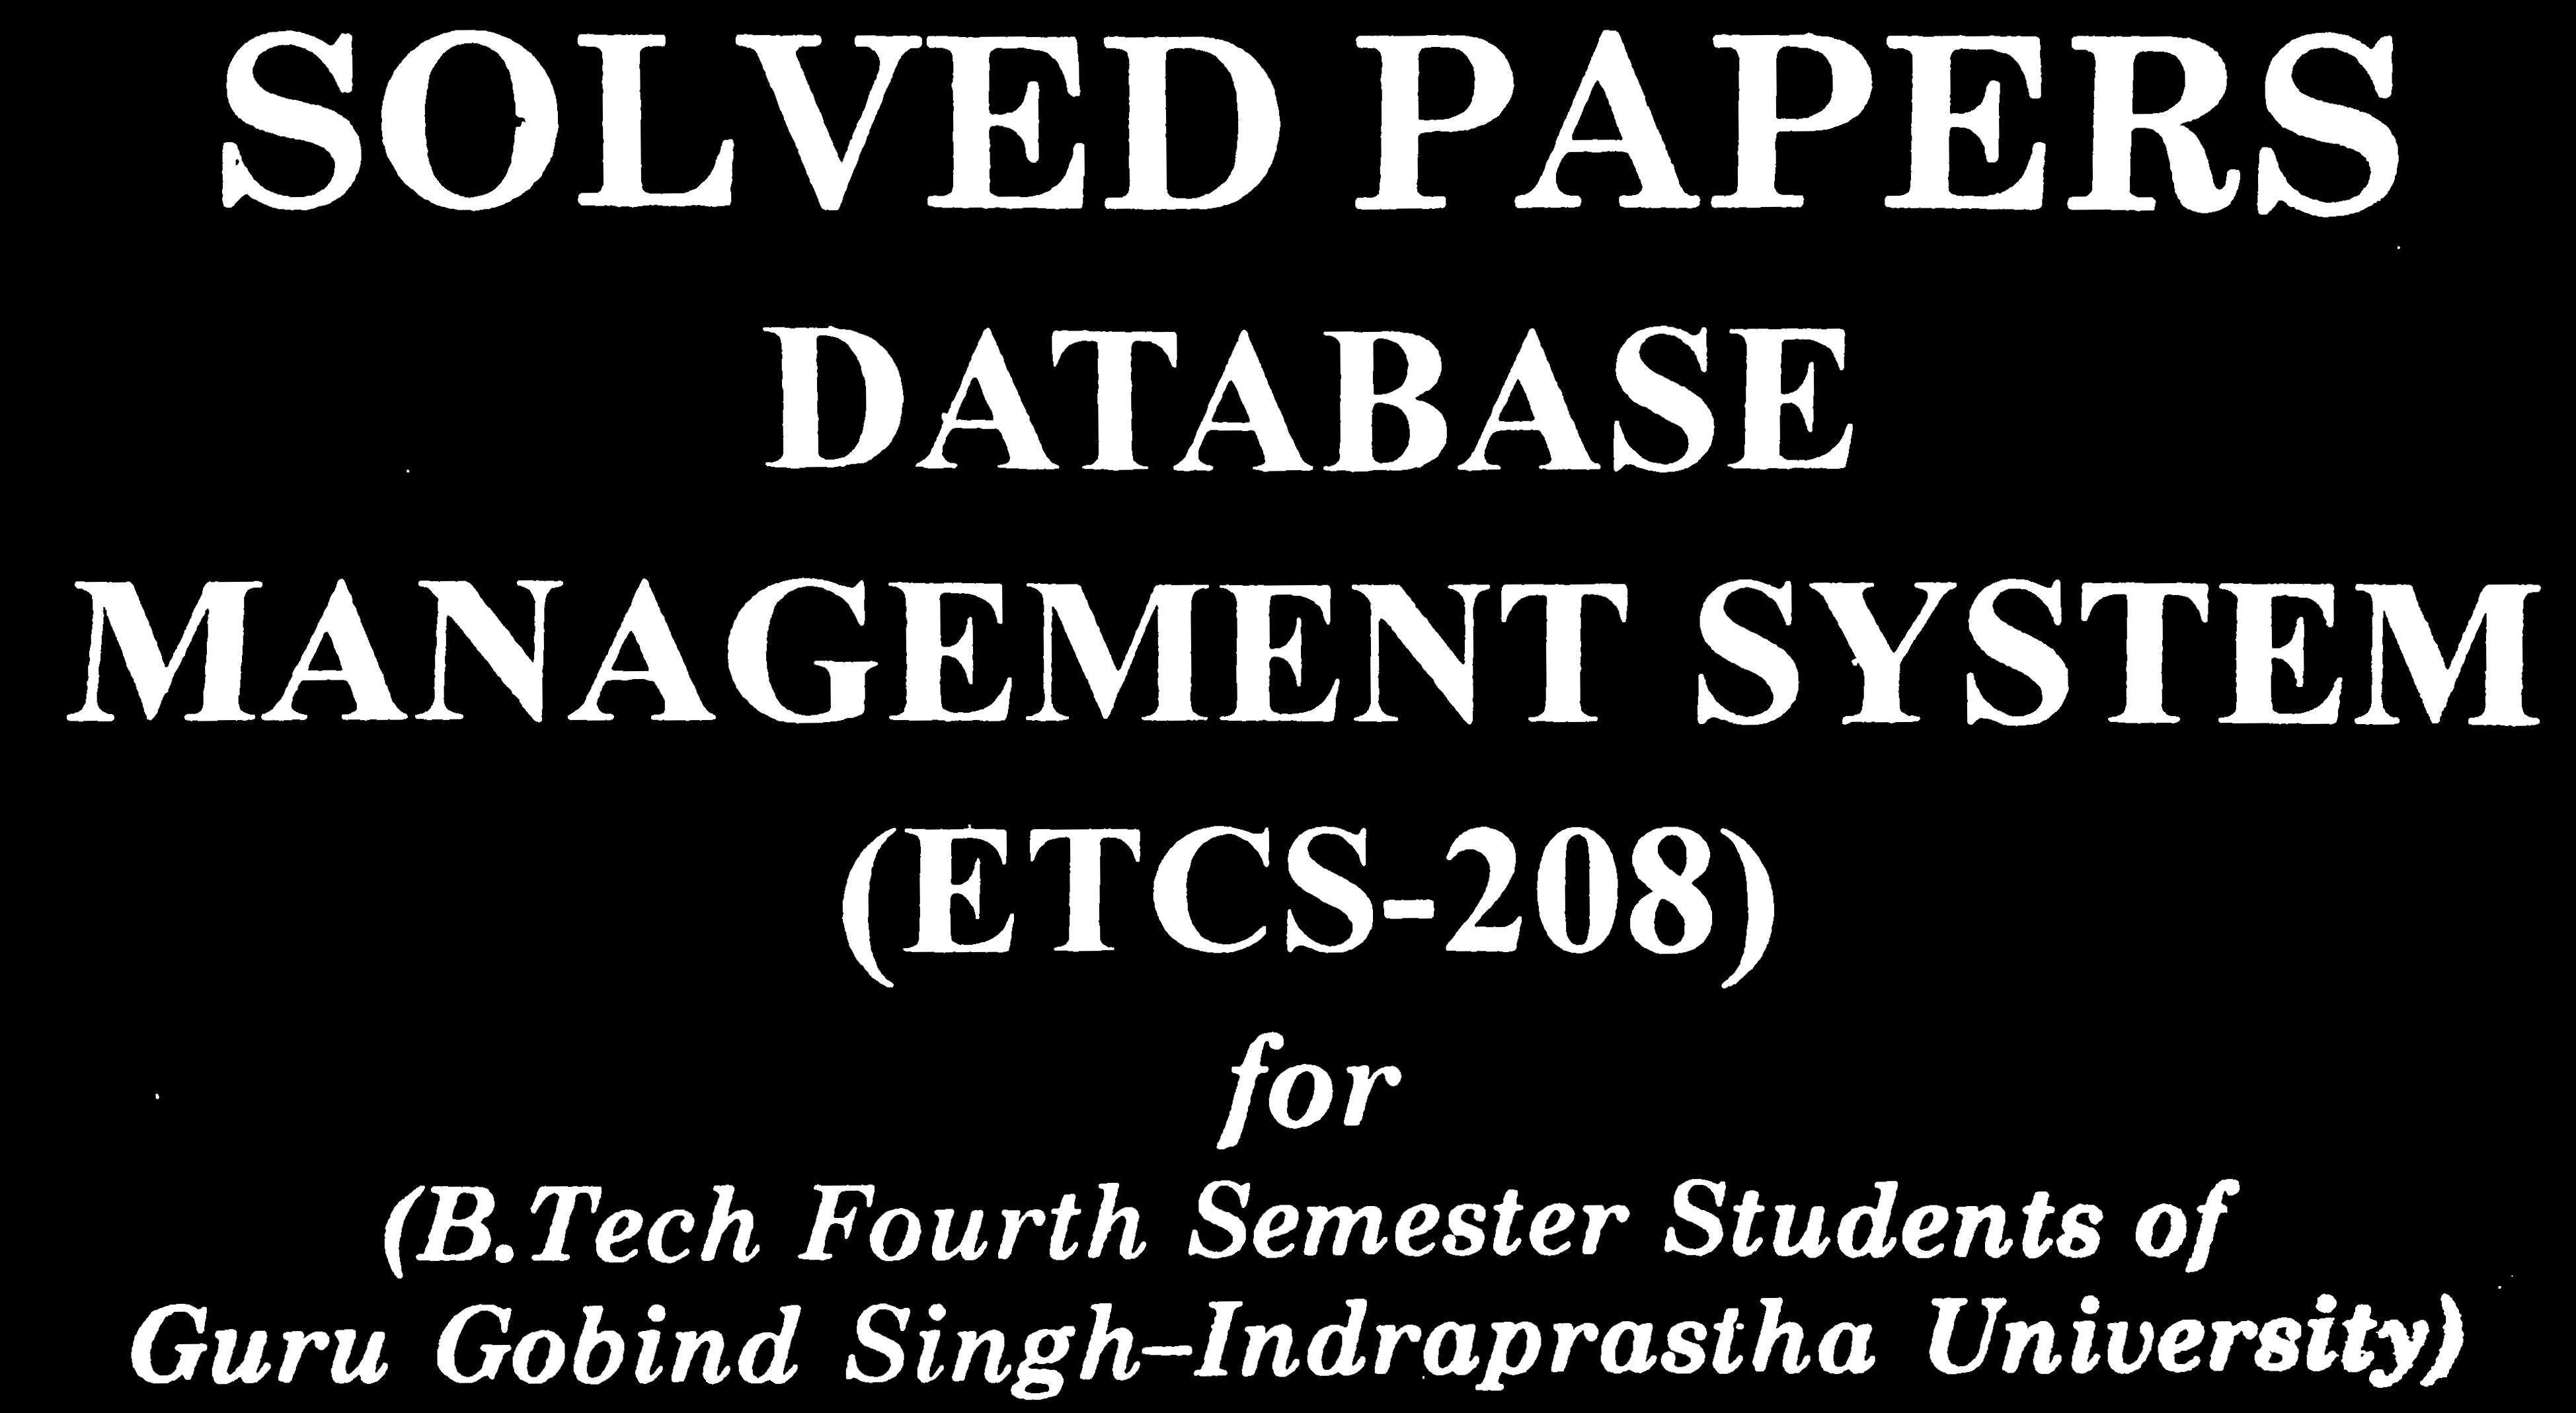 SOLVED PAPERS
DATABASE
MANAGEMENT SYSTEM
(ETCS-208)
for
(B.Tech Fourth Semester Students of
Guru Gobind Singh–Indraprastha University)